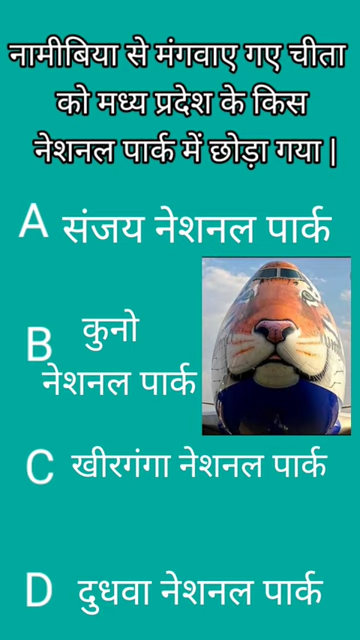 नामीबिया से मंगवाए गए चीता
को मध्य प्रदेश के किस
नेशनल पार्क में छोड़ा गया |
A संजय नेशनल पार्क
B कुनो
नेशनल पार्क
C खीरगंगा नेशनल पार्क
D दुधवा नेशनल पार्क